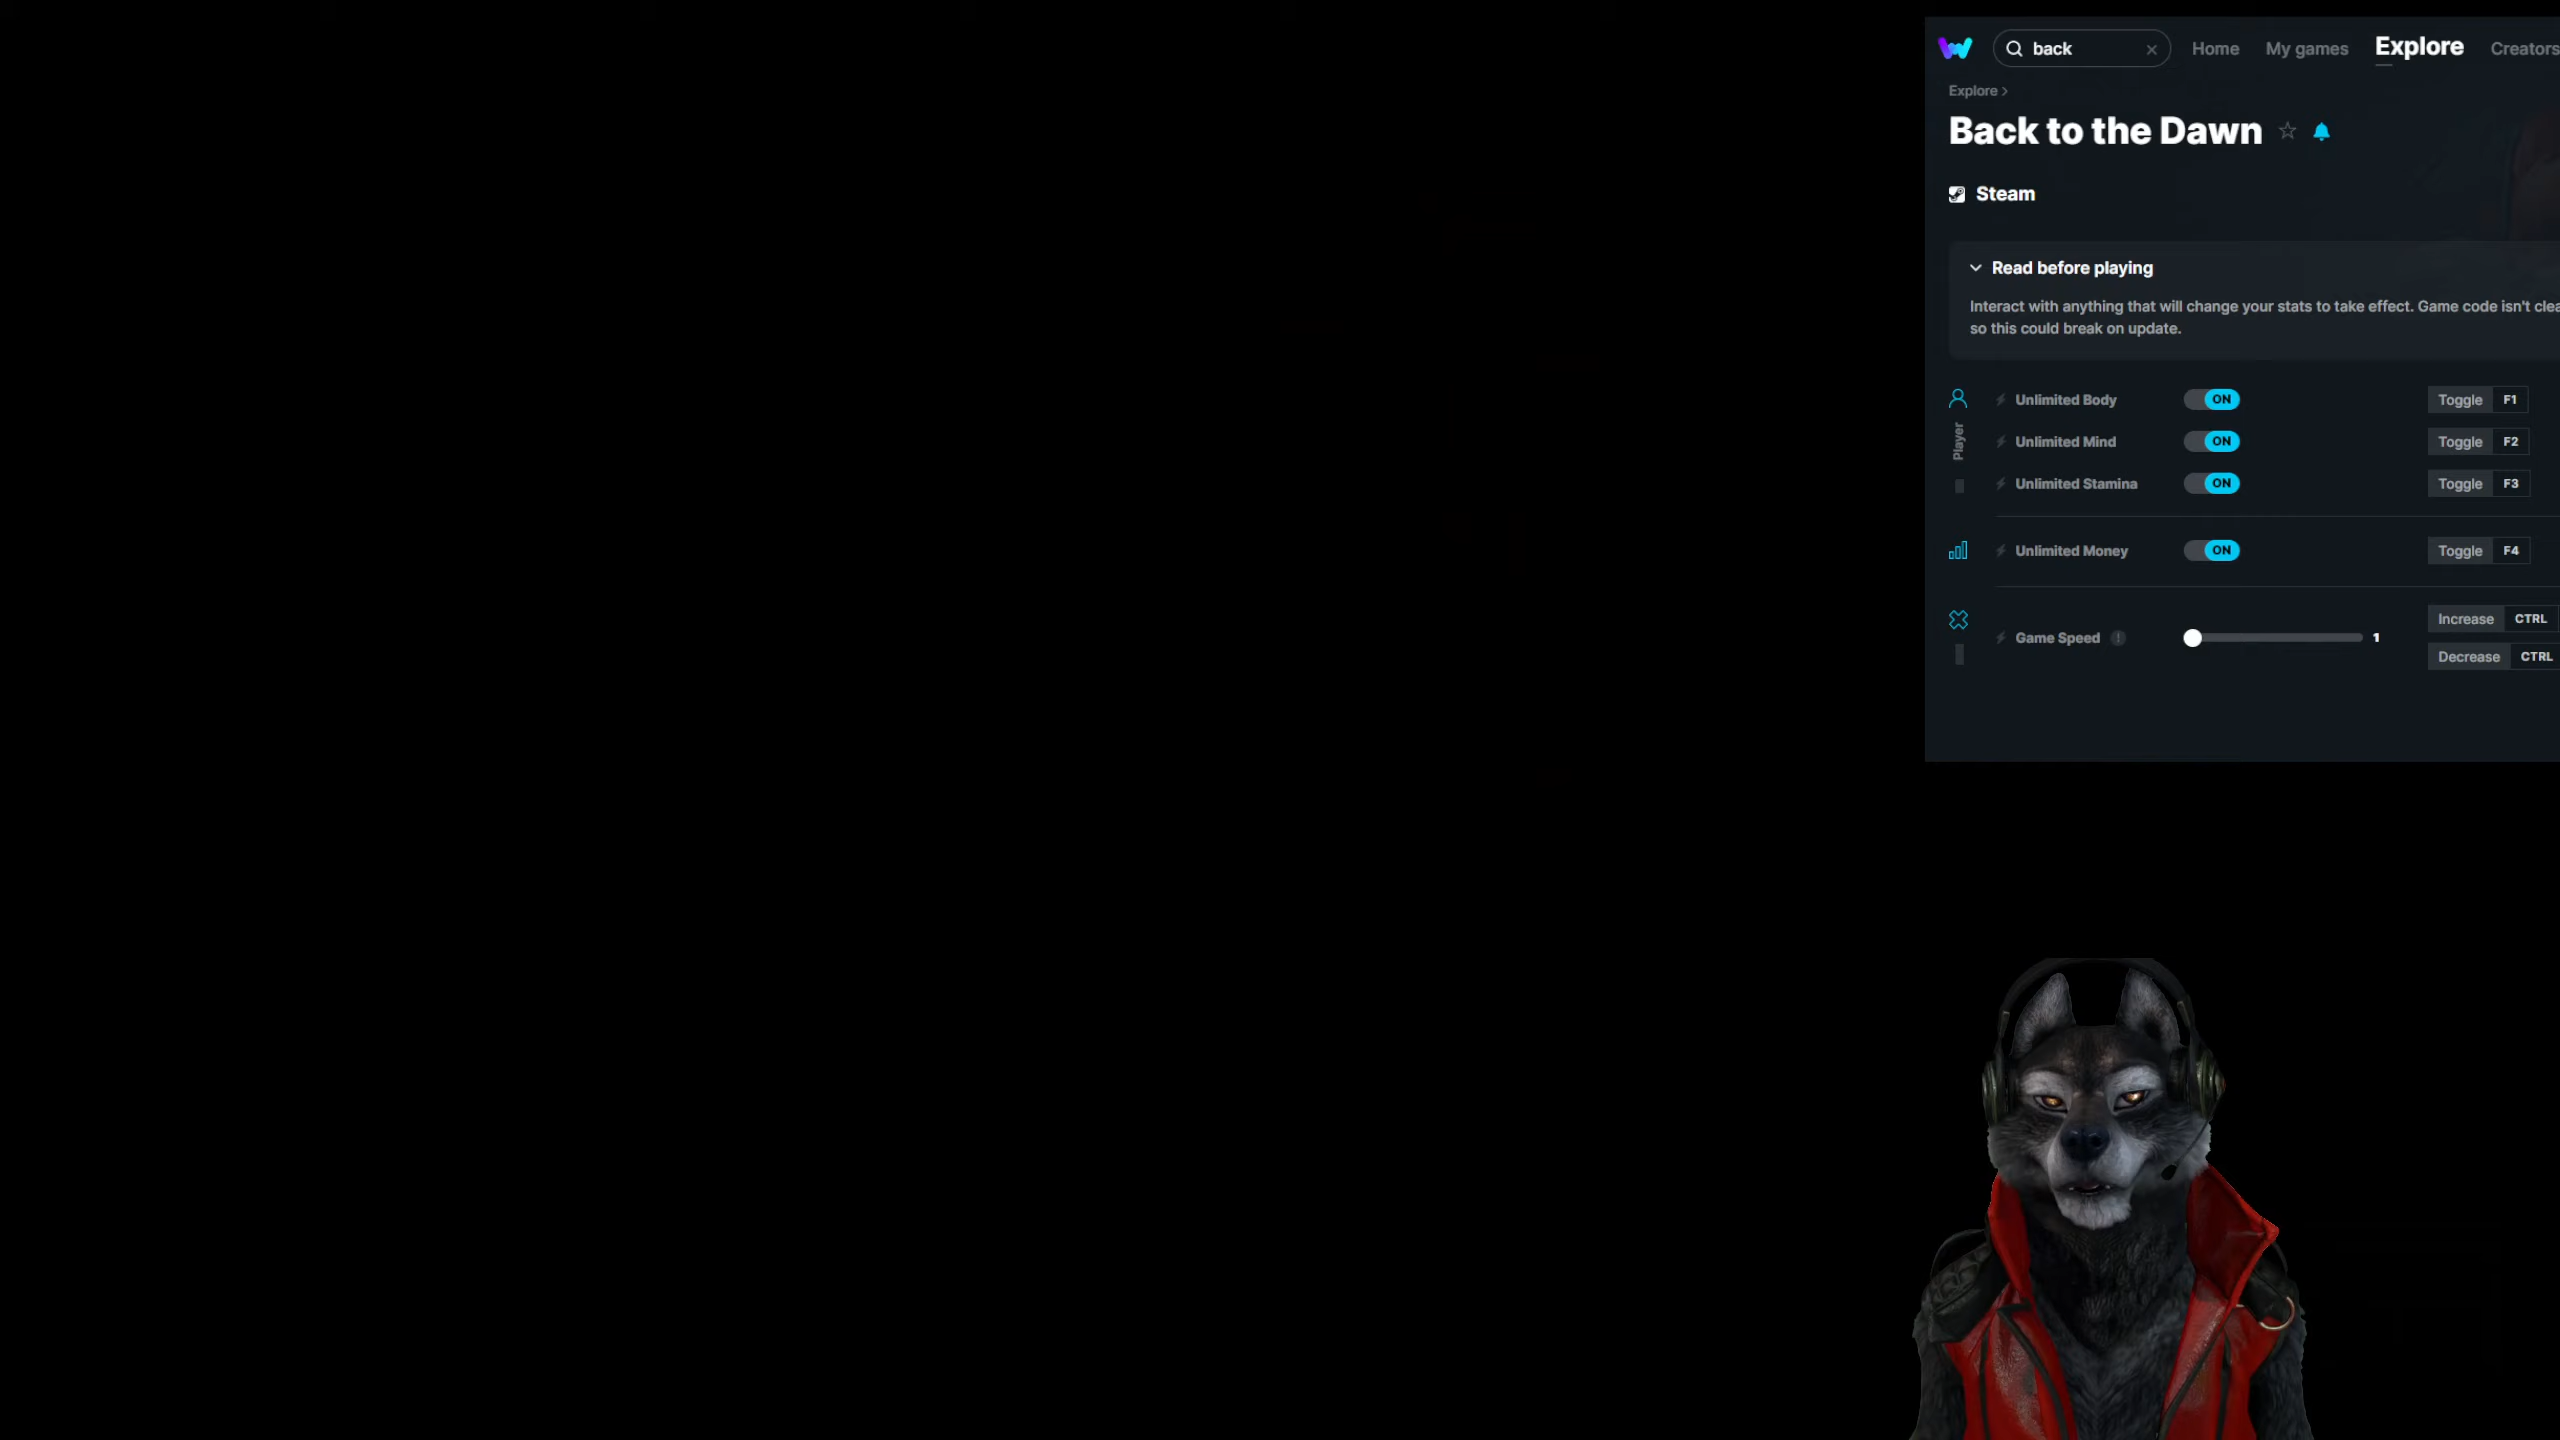 back
Home
My games
Explore
Creators
Explore >
Back to the Dawn
Steam
Read before playing
Interact with anything that will change your stats to take effect. Game code isn't clea
so this could break on update.
Player
Unlimited Body
ON
Toggle F1
Unlimited Mind
ON
Toggle F2
Unlimited Stamina
ON
Toggle F3
Unlimited Money
ON
Toggle F4
Game Speed
1
Increase CTRL
Decrease CTRL